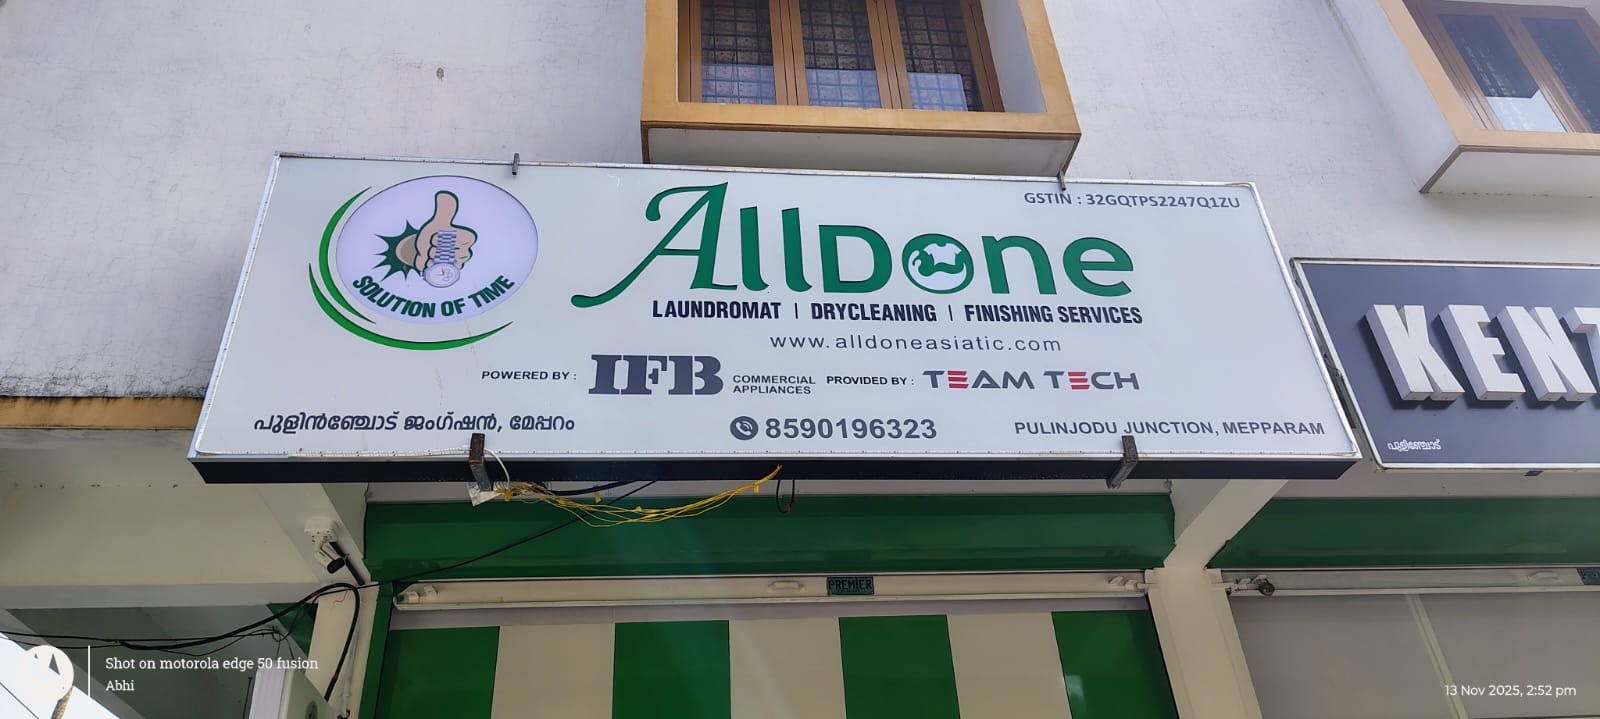 GSTIN : 32GQTPS2247Q1ZU
ALLDONE
SOLUTION OF TIME
LAUNDROMAT | DRYCLEANING | FINISHING SERVICES
www.alldoneasiatic.com
POWERED BY : IFB COMMERCIAL APPLIANCES PROVIDED BY : TEAM TECH
പുളിൻഞ്ചോട് ജംഗ്ഷൻ, മേപ്പറം
8590196323
PULINJODU JUNCTION, MEPPARAM
പുളിഞ്ചോട്
PREMIER
Shot on motorola edge 50 fusion
Abhi
13 Nov 2025, 2:52 pm